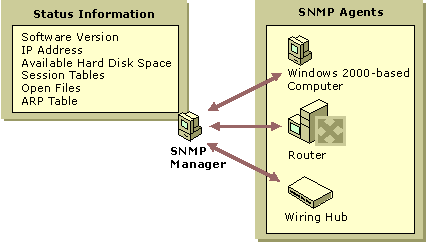 Status Information
Software Version
IP Address
Available Hard Disk Space
Session Tables
Open Files
ARP Table
SNMP
Manager
SNMP Agents
Windows 2000-based
Computer
Router
Wiring Hub